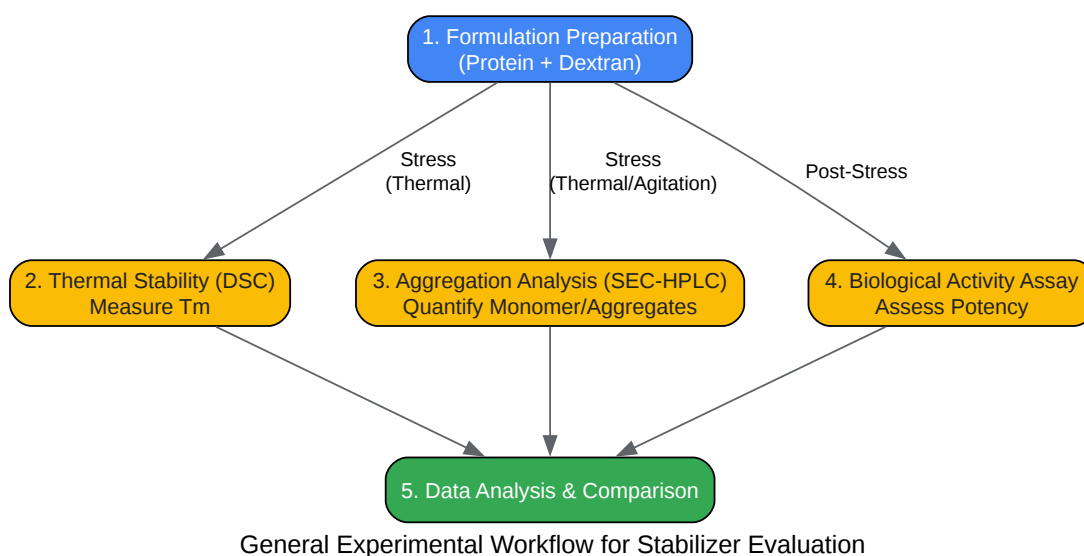 1. Formulation Preparation
(Protein + Dextran)
Stress
(Thermal)
Stress
(Thermal/Agitation)
Post-Stress
2. Thermal Stability (DSC)
Measure Tm
3. Aggregation Analysis (SEC-HPLC)
Quantify Monomer/Aggregates
4. Biological Activity Assay
Assess Potency
5. Data Analysis & Comparison
General Experimental Workflow for Stabilizer Evaluation